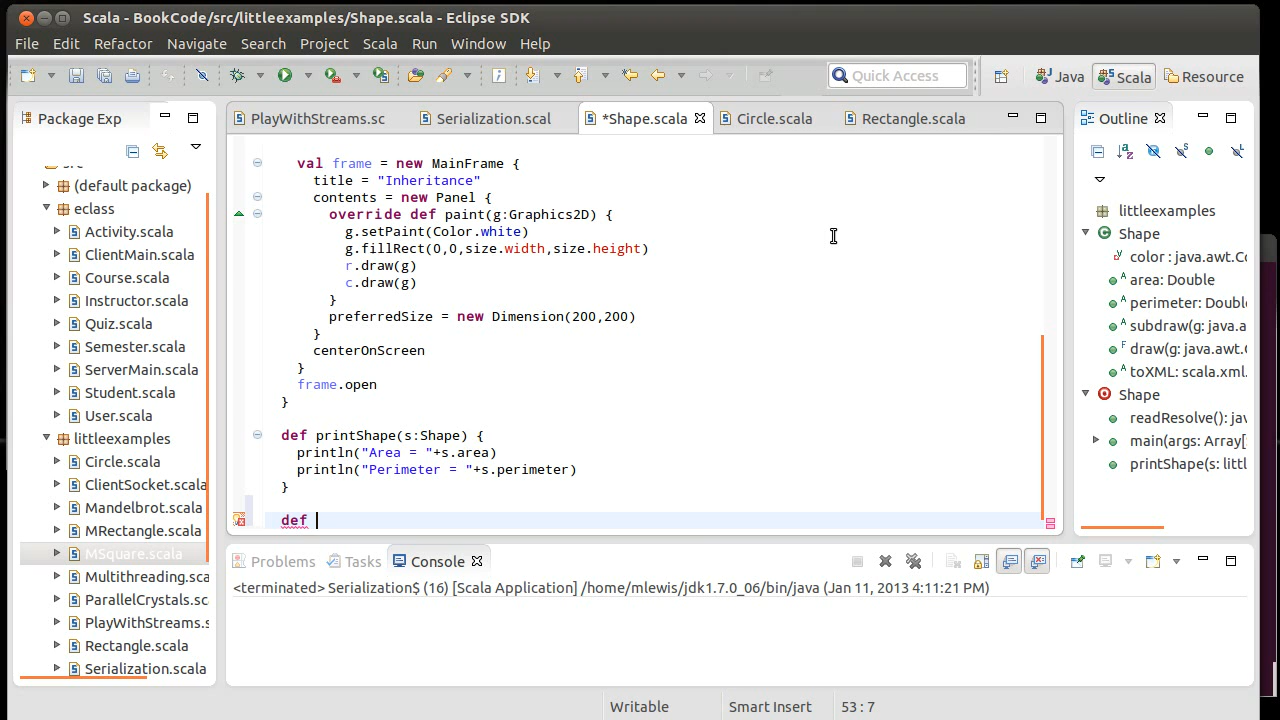 Scala - BookCode/src/littleexamples/Shape.scala - Eclipse SDK
File Edit Refactor Navigate Search Project Scala Run Window Help
Quick Access
Java
Scala
Resource
Package Exp
(default package)
eclass
Activity.scala
ClientMain.scala
Course.scala
Instructor.scala
Quiz.scala
Semester.scala
ServerMain.scala
Student.scala
User.scala
littleexamples
Circle.scala
ClientSocket.scala
Mandelbrot.scala
MRectangle.scala
MSquare.scala
Multithreading.sca
ParallelCrystals.sc
PlayWithStreams.s
Rectangle.scala
Serialization.scala
PlayWithStreams.sc
Serialization.scal
*Shape.scala
Circle.scala
Rectangle.scala
val frame = new MainFrame {
title = "Inheritance"
contents = new Panel {
override def paint(g:Graphics2D) {
g.setPaint(Color.white)
g.fillRect(0,0,size.width,size.height)
r.draw(g)
c.draw(g)
}
preferredSize = new Dimension(200,200)
}
centerOnScreen
}
frame.open
}
def printShape(s:Shape) {
println("Area = "+s.area)
println("Perimeter = "+s.perimeter)
}
def
Outline
littleexamples
Shape
color : java.awt.Co
area: Double
perimeter: Double
subdraw(g: java.a
draw(g: java.awt.G
toXML: scala.xml.
Shape
readResolve(): jav
main(args: Array[s
printShape(s: littl
Problems
Tasks
Console
<terminated> Serialization$ (16) [Scala Application] /home/mlewis/jdk1.7.0_06/bin/java (Jan 11, 2013 4:11:21 PM)
Writable
Smart Insert
53 : 7